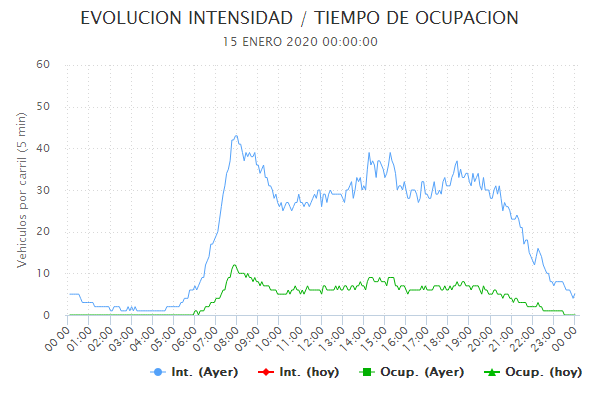 EVOLUCION INTENSIDAD / TIEMPO DE OCUPACION
15 ENERO 2020 00:00:00
Vehiculos por carril (5 min)
60
50
40
30
20
10
0
00:00 01:00 02:00 03:00 04:00 05:00 06:00 07:00 08:00 09:00 10:00 11:00 12:00 13:00 14:00 15:00 16:00 17:00 18:00 19:00 20:00 21:00 22:00 23:00 00:00
Int. (Ayer) Int. (hoy) Ocup. (Ayer) Ocup. (hoy)